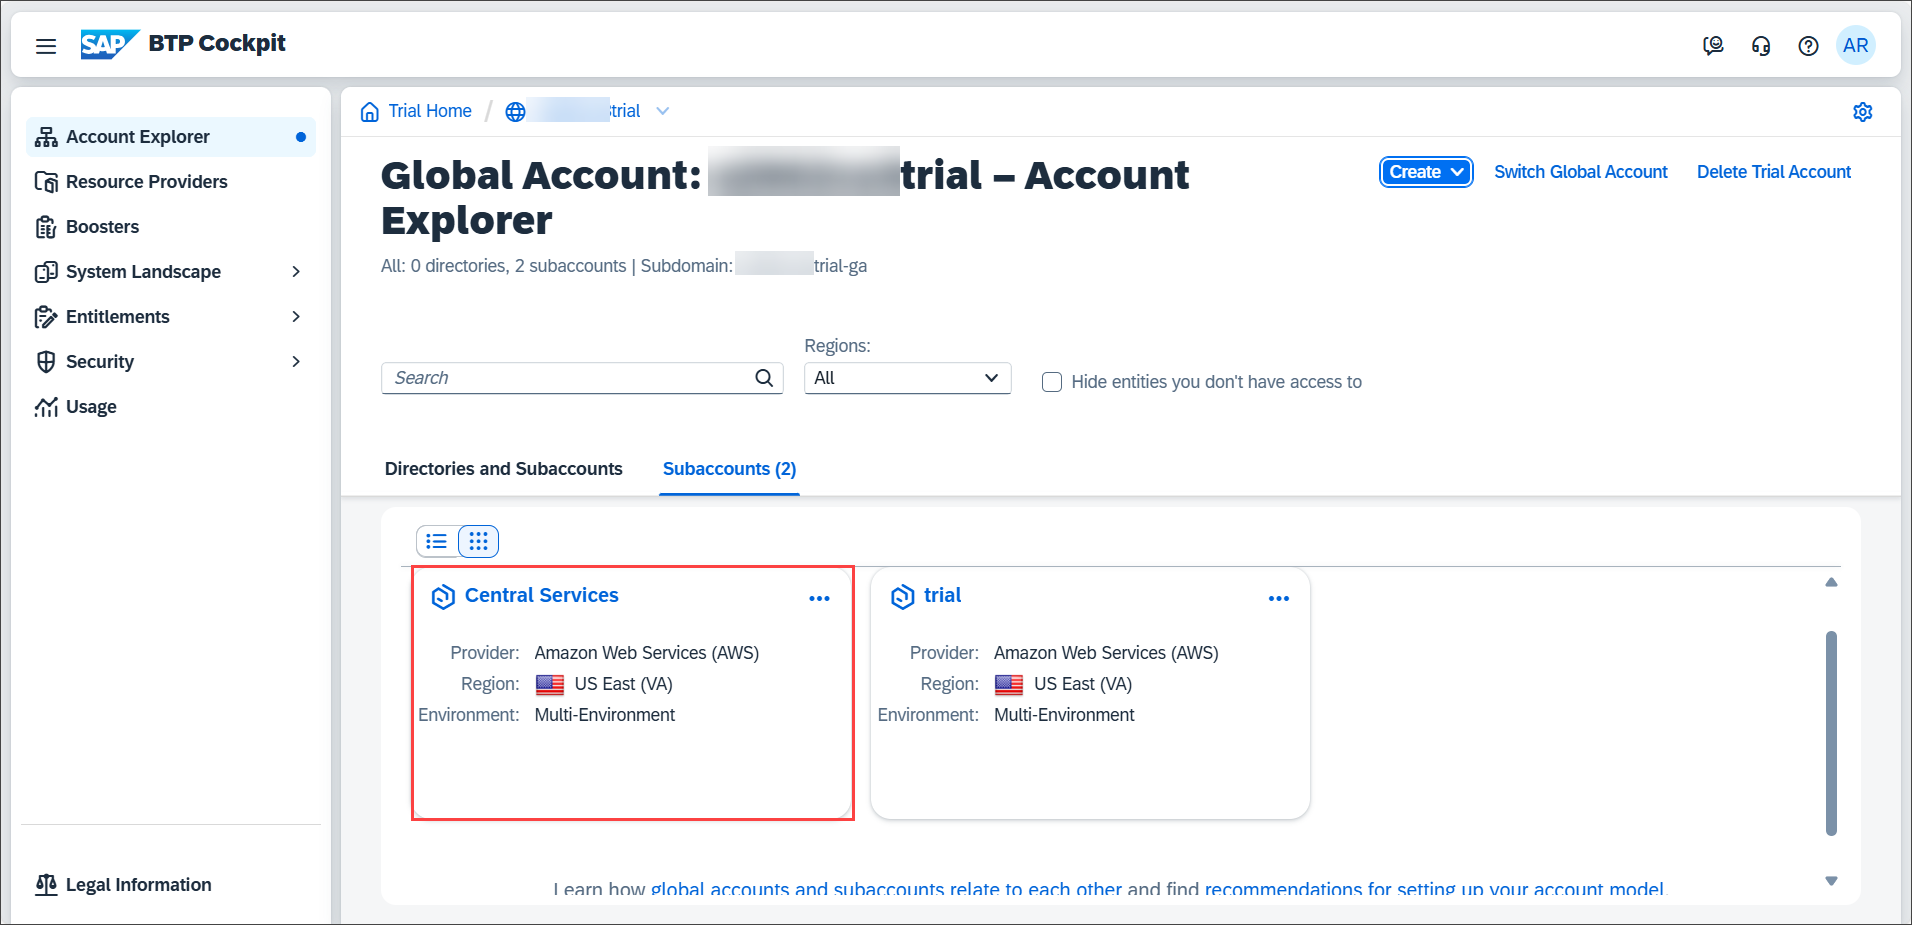 SAP BTP Cockpit
AR
Account Explorer
Resource Providers
Boosters
System Landscape
Entitlements
Security
Usage
Legal Information
Trial Home / trial
Global Account: trial – Account
Explorer
Create
Switch Global Account
Delete Trial Account
All: 0 directories, 2 subaccounts | Subdomain: trial-ga
Regions:
Search
All
Hide entities you don't have access to
Directories and Subaccounts
Subaccounts (2)
Central Services
Provider: Amazon Web Services (AWS)
Region: US East (VA)
Environment: Multi-Environment
trial
Provider: Amazon Web Services (AWS)
Region: US East (VA)
Environment: Multi-Environment
Learn how global accounts and subaccounts relate to each other and find recommendations for setting up your account model.